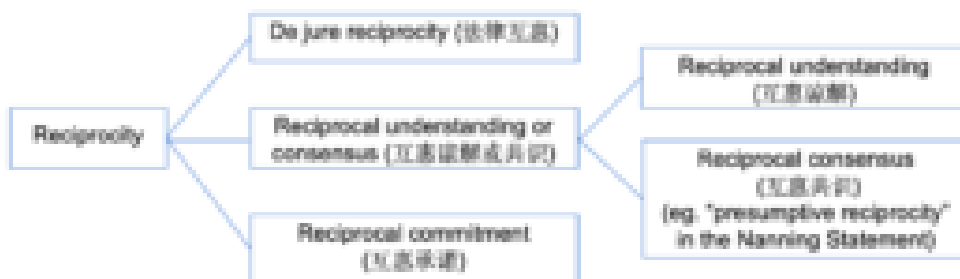 De jure reciprocity (法律互惠)
Reciprocal understanding
(互惠谅解)
Reciprocity
Reciprocal understanding or
consensus (互惠谅解或共识)
Reciprocal consensus
(互惠共识)
(eg. "presumptive reciprocity"
in the Nanning Statement)
Reciprocal commitment
(互惠承诺)